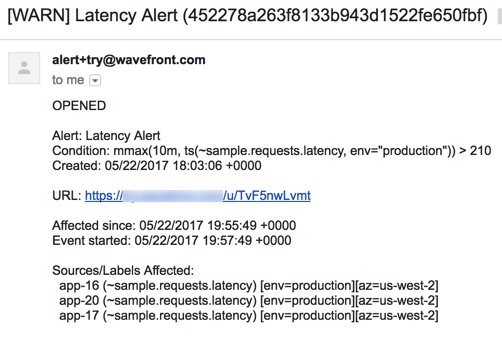 [WARN] Latency Alert (452278a263f8133b943d1522fe650fbf)
alert+try@wavefront.com
to me
OPENED
Alert: Latency Alert
Condition: mmax(10m, ts(~sample.requests.latency, env="production")) > 210
Created: 05/22/2017 18:03:06 +0000
URL: https:// /u/TvF5nwLvmt
Affected since: 05/22/2017 19:55:49 +0000
Event started: 05/22/2017 19:57:49 +0000
Sources/Labels Affected:
app-16 (~sample.requests.latency) [env=production][az=us-west-2]
app-20 (~sample.requests.latency) [env=production][az=us-west-2]
app-17 (~sample.requests.latency) [env=production][az=us-west-2]